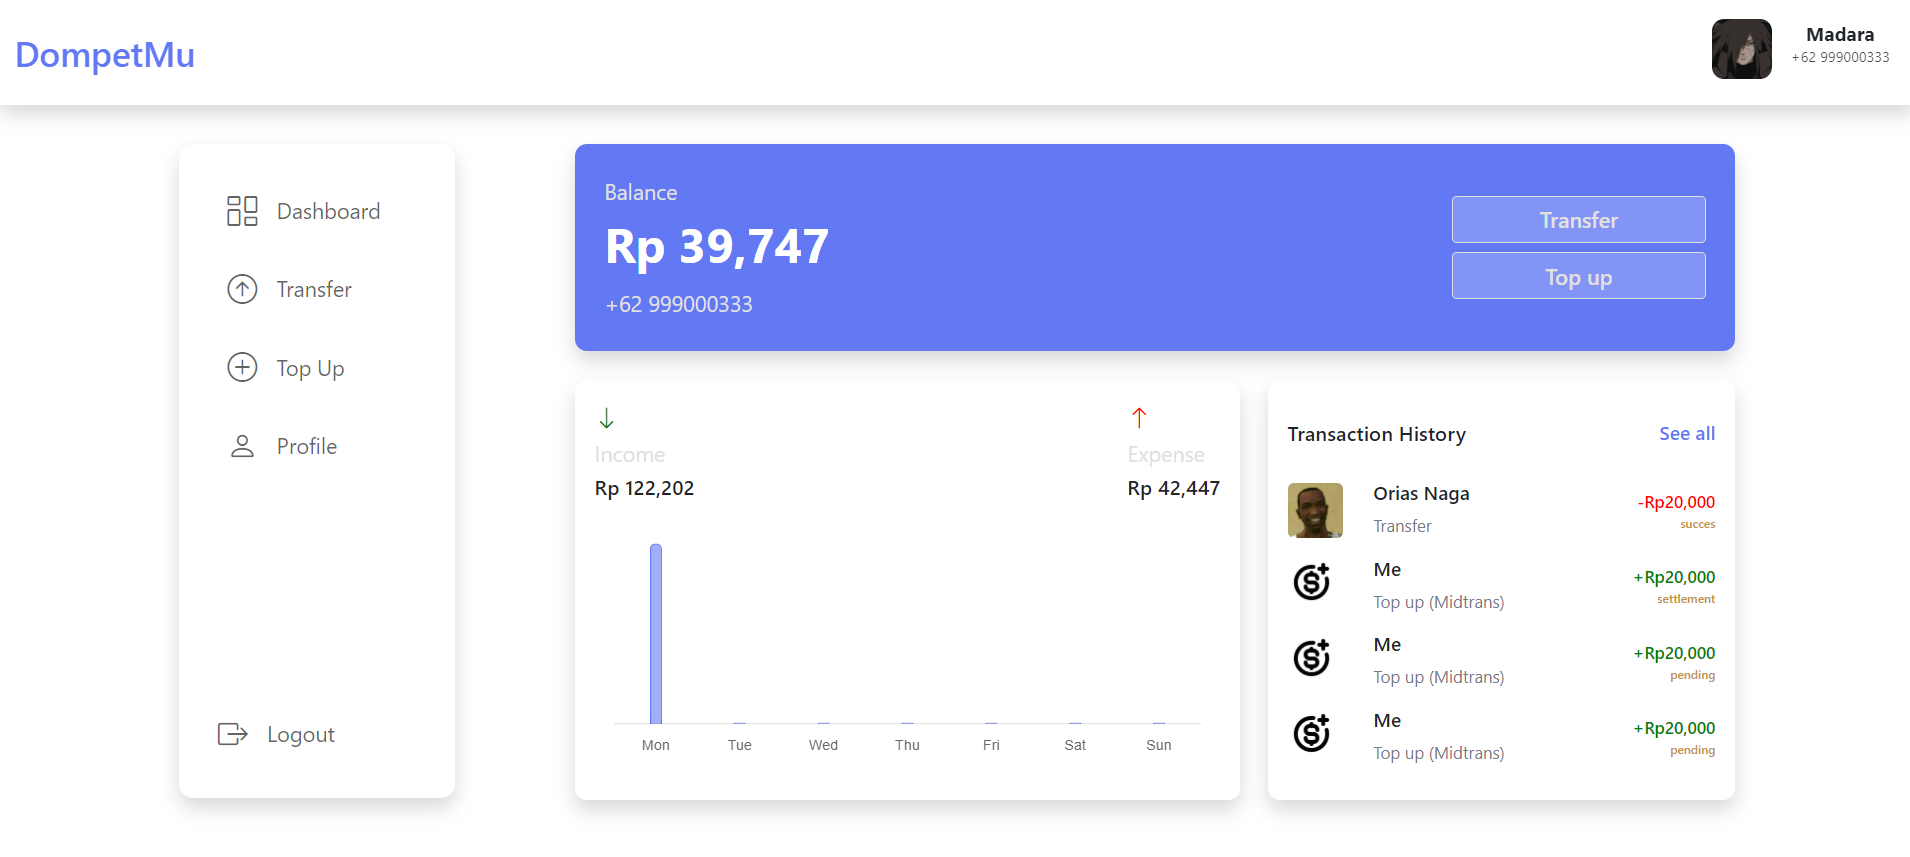 DompetMu
Madara
+62 999000333
Dashboard
Transfer
Top Up
Profile
Logout
Balance
Rp 39,747
+62 999000333
Transfer
Top up
Income
Rp 122,202
Expense
Rp 42,447
Mon Tue Wed Thu Fri Sat Sun
Transaction History See all
Orias Naga
-Rp20,000
Transfer
succes
Me
+Rp20,000
Top up (Midtrans)
settlement
Me
+Rp20,000
Top up (Midtrans)
pending
Me
+Rp20,000
Top up (Midtrans)
pending